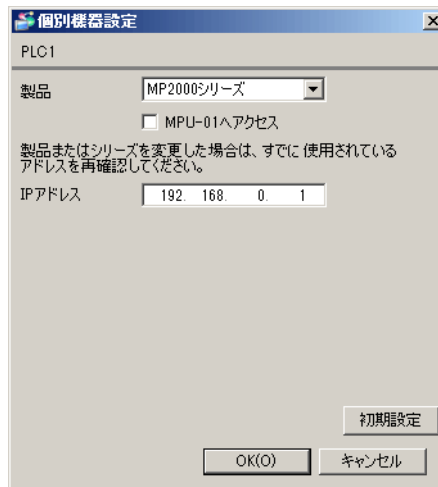 個別機器設定
PLC1
製品 MP2000シリーズ
MPU-01へアクセス
製品またはシリーズを変更した場合は、すでに使用されている
アドレスを再確認してください。
IPアドレス 192. 168. 0. 1
初期設定
OK(O) キャンセル